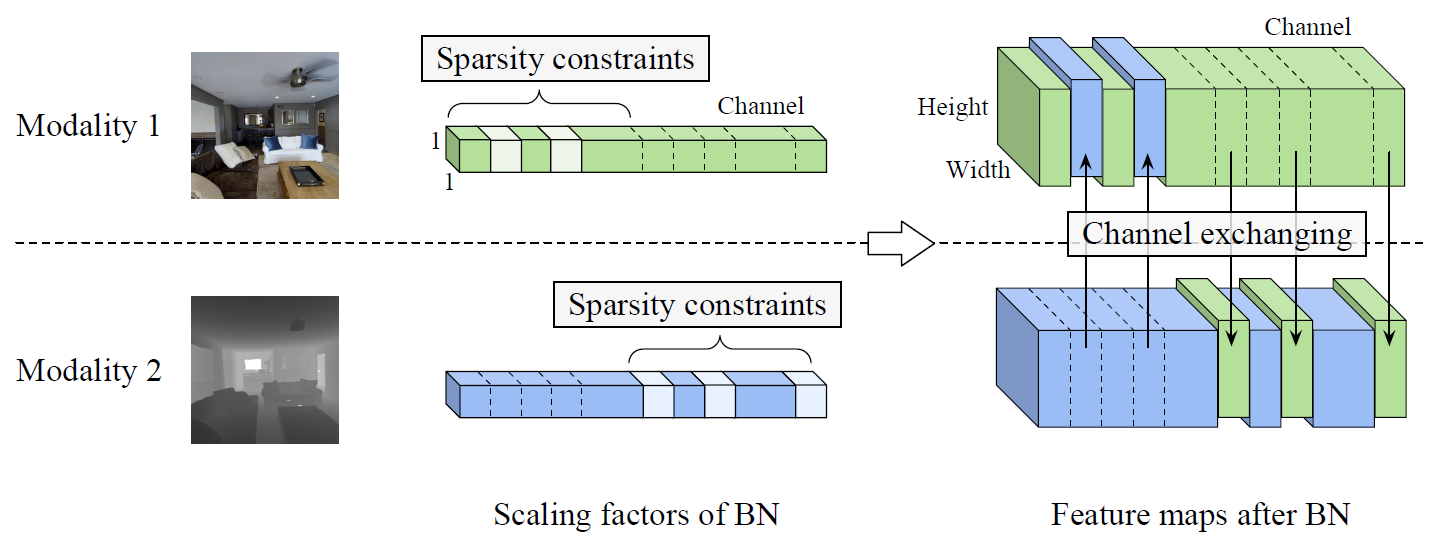 Modality 1
Sparsity constraints
Channel
1
1
Channel
Height
Width
Channel exchanging
Modality 2
Sparsity constraints
Scaling factors of BN
Feature maps after BN